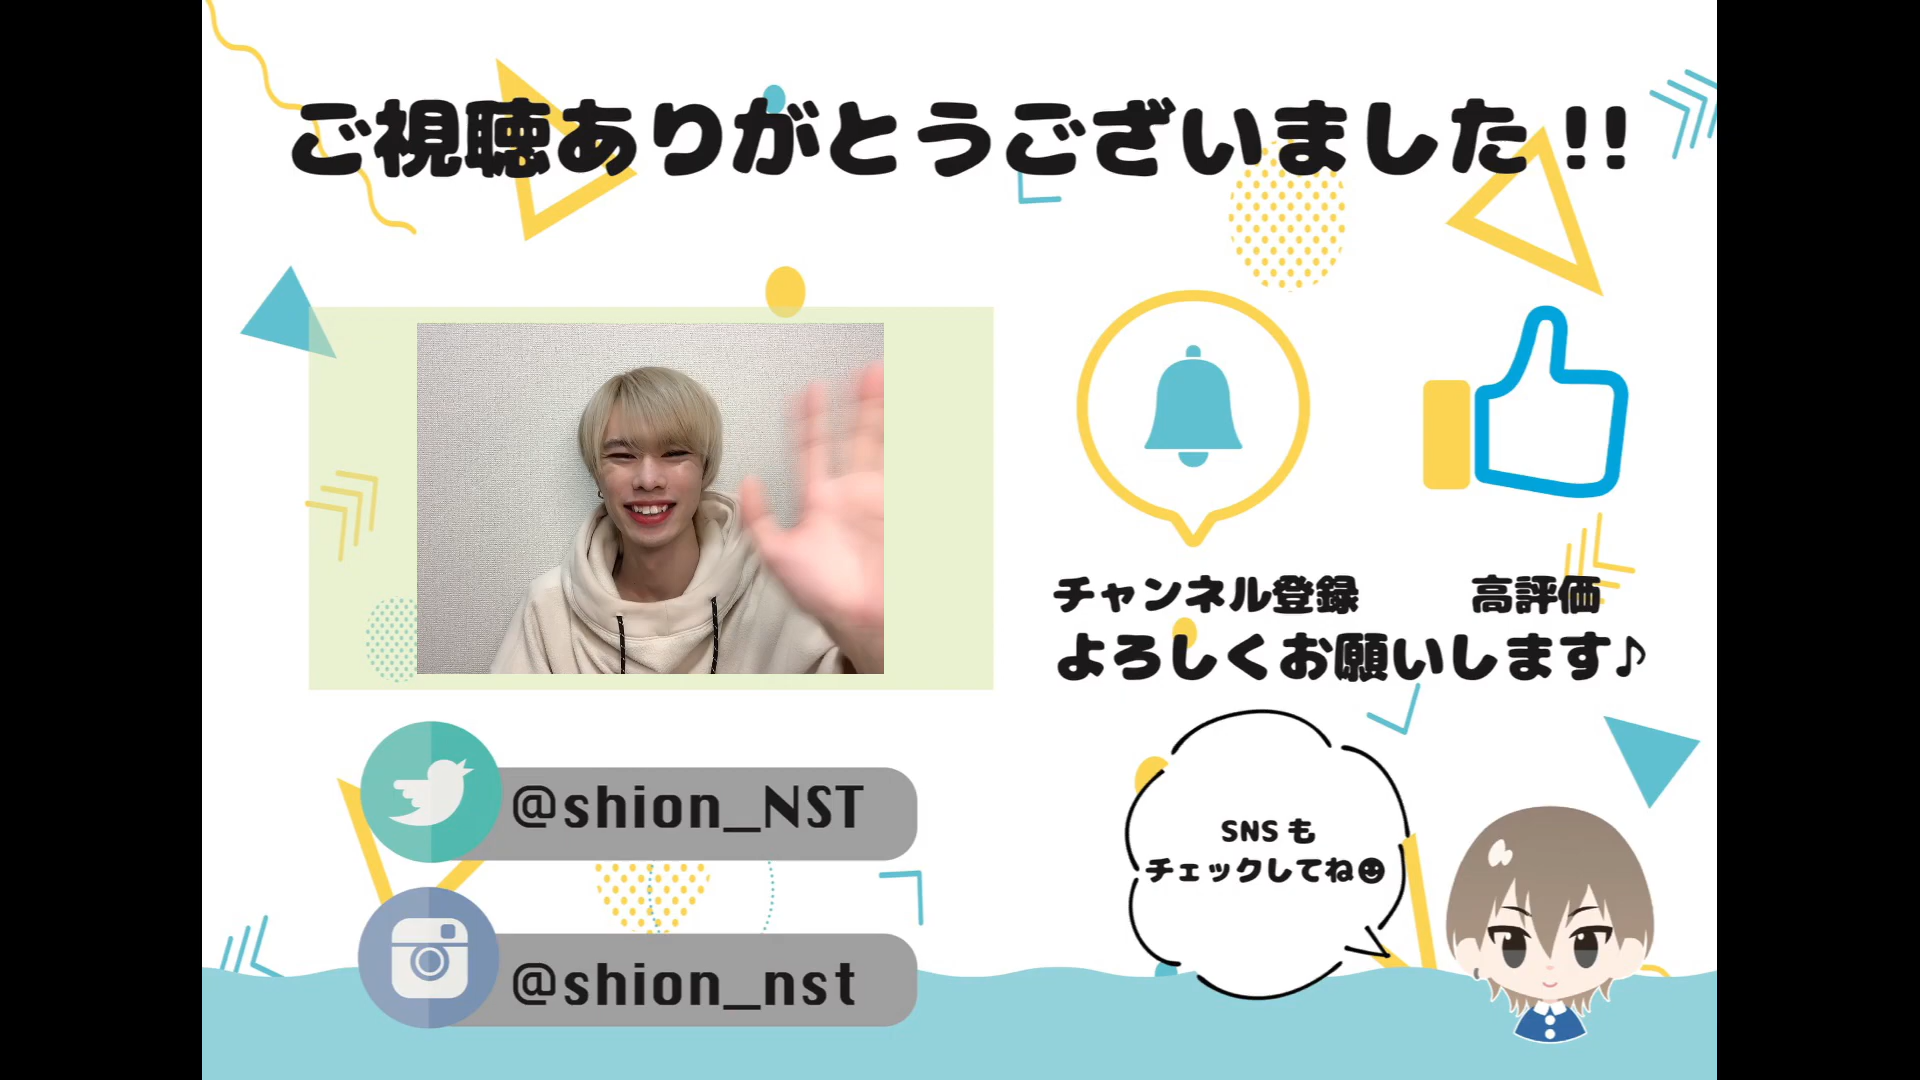 ご視聴ありがとうございました!!
チャンネル登録 高評価
よろしくお願いします♪
@shion_NST
@shion_nst
SNSも
チェックしてね☻